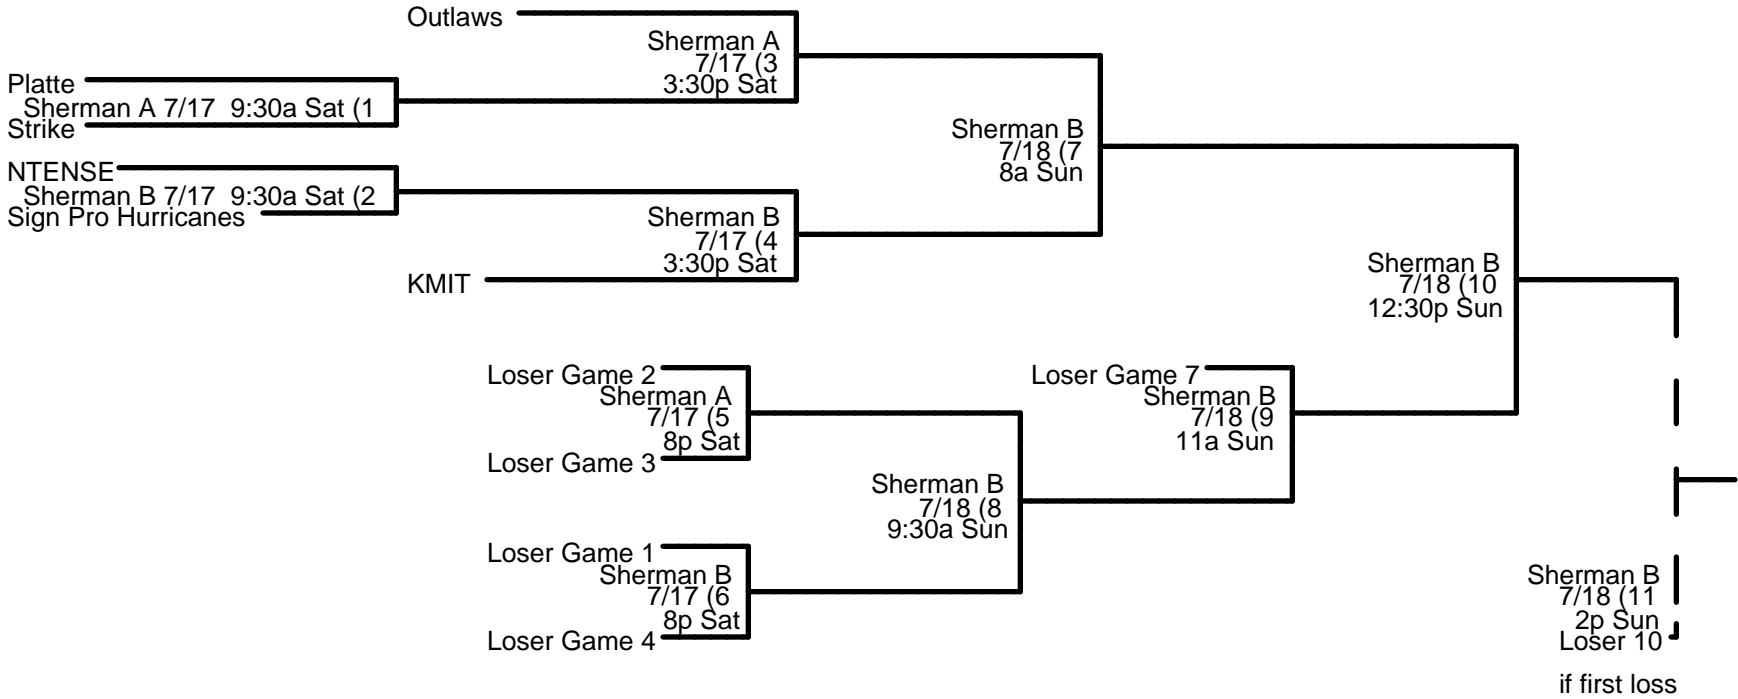 Outlaws
Sherman A
7/17 (3
3:30p Sat
Platte
Sherman A 7/17  9:30a Sat (1
Strike
Sherman B
7/18 (7
8a Sun
NTENSE
Sherman B 7/17  9:30a Sat (2
Sign Pro Hurricanes
Sherman B
7/17 (4
3:30p Sat
KMIT
Sherman B
7/18 (10
12:30p Sun
Loser Game 2
Sherman A
7/17 (5
8p Sat
Loser Game 3
Loser Game 7
Sherman B
7/18 (9
11a Sun
Sherman B
7/18 (8
9:30a Sun
Loser Game 1
Sherman B
7/17 (6
8p Sat
Loser Game 4
Sherman B
7/18 (11
2p Sun
Loser 10
if first loss